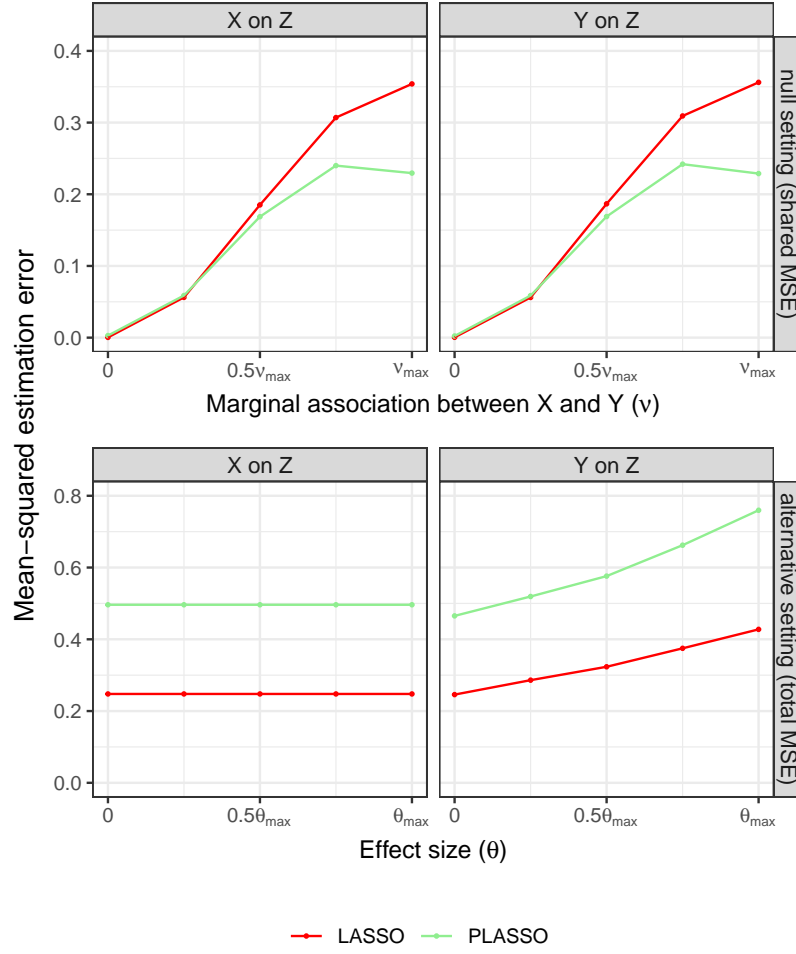 X on Z
Y on Z
0.4
0.3
0.2
0.1
0.0
0
0.5νmax
νmax
0
0.5νmax
νmax
null setting (shared MSE)
Marginal association between X and Y (ν)
Mean−squared estimation error
X on Z
Y on Z
0.8
0.6
0.4
0.2
0.0
0
0.5θmax
θmax
0
0.5θmax
θmax
alternative setting (total MSE)
Effect size (θ)
LASSO
PLASSO